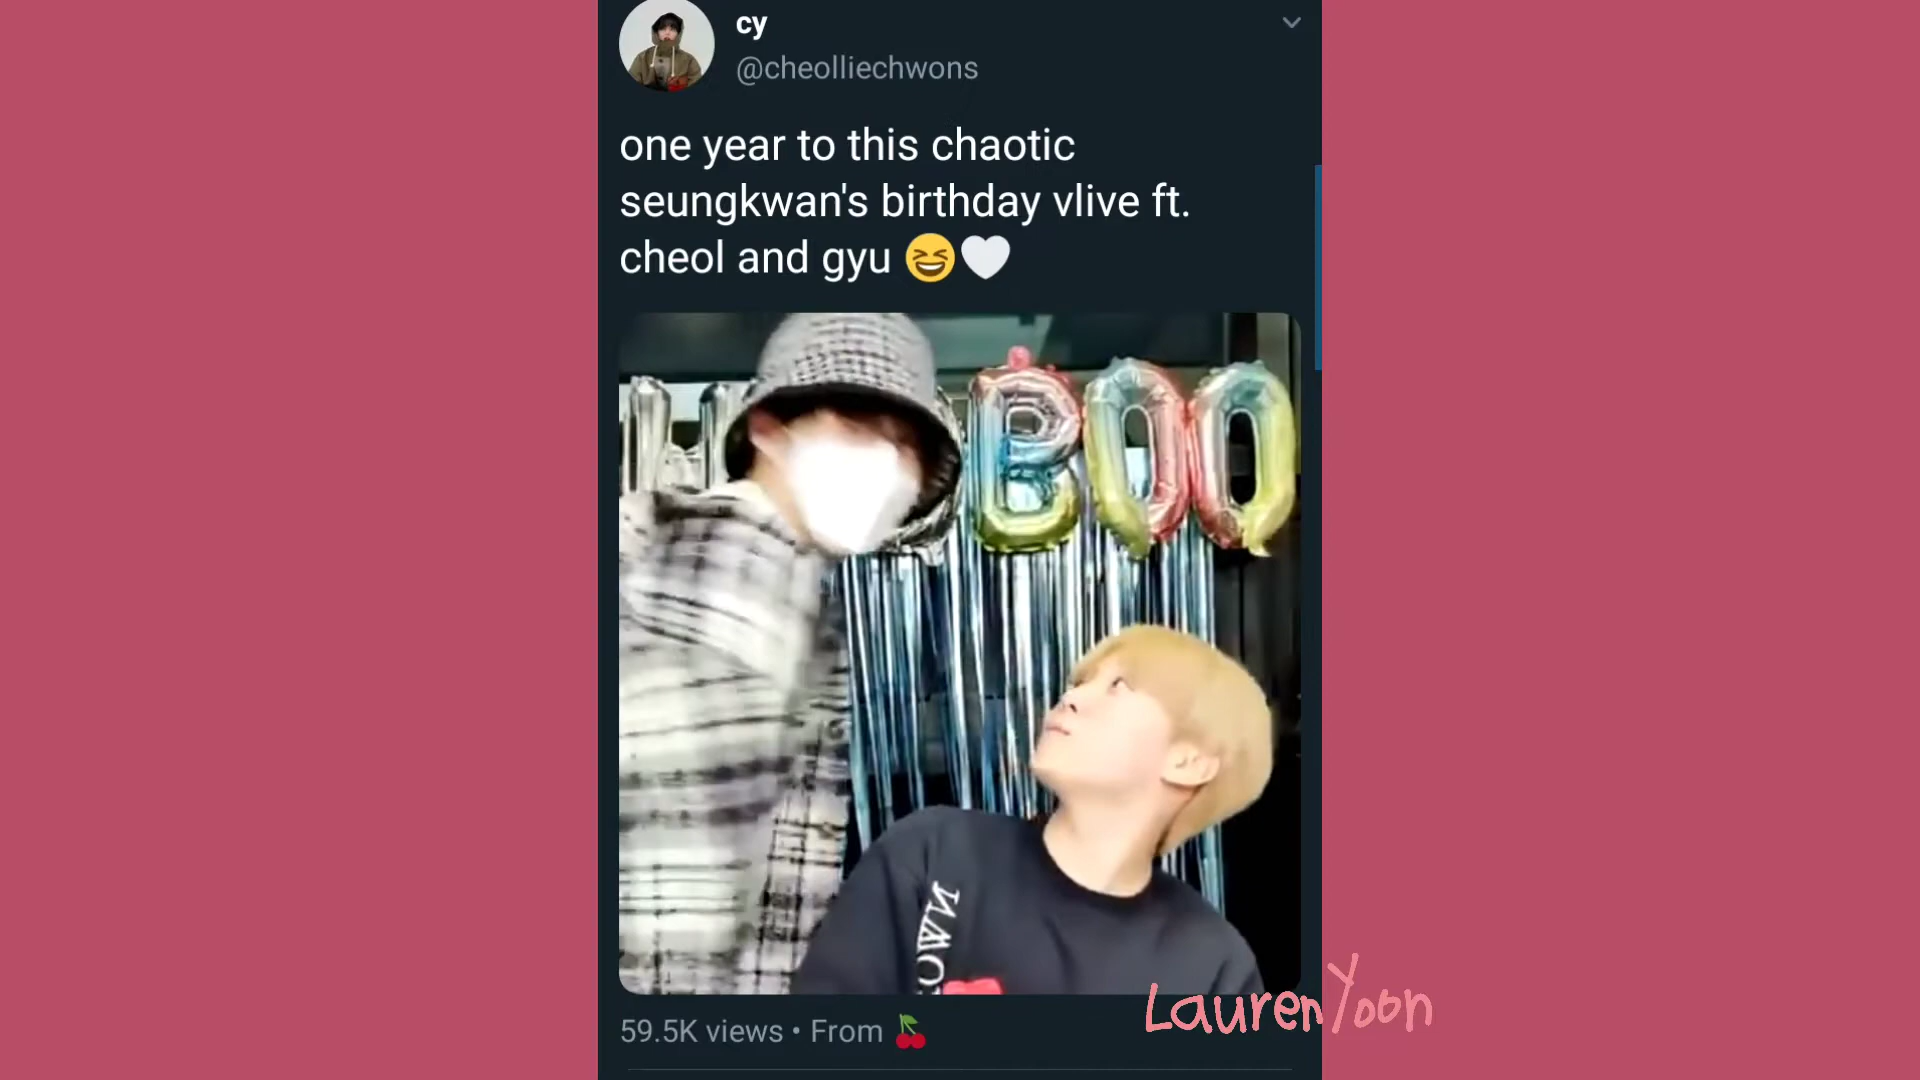 cy
@cheolliechwons
one year to this chaotic
seungkwan's birthday vlive ft.
cheol and gyu 😆🤍
BOO
59.5K views • From 🍒
LaurenYoon